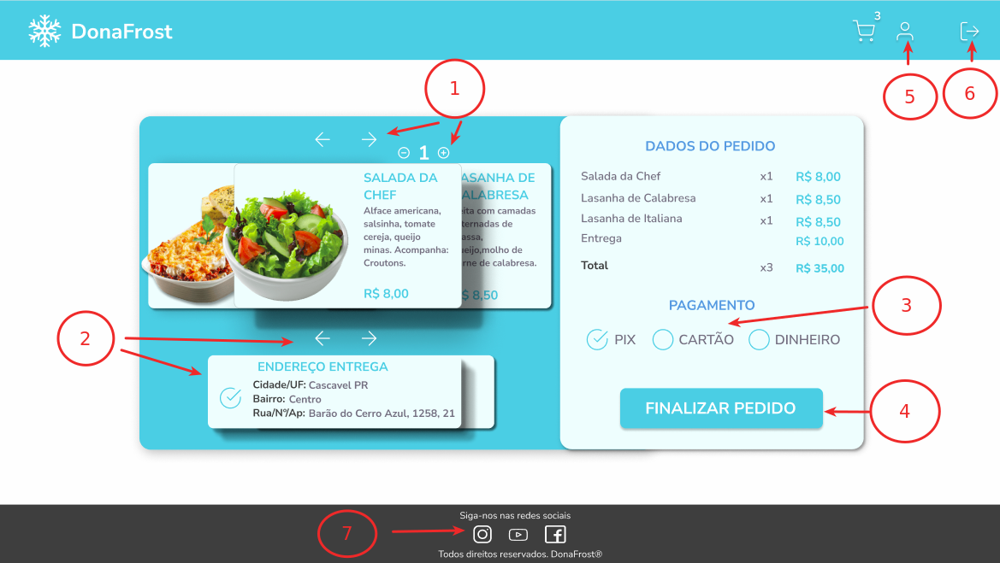 DonaFrost
3
1
5
6
1
SALADA DA
CHEF
Alface americana,
salsinha, tomate
cereja, queijo
minas. Acompanha:
Croutons.
R$ 8,00
ASANHA DE
ALABRESA
eita com camadas
ternadas de
assa,
ueijo,molho de
rne de calabresa.
$ 8,50
DADOS DO PEDIDO
Salada da Chef x1 R$ 8,00
Lasanha de Calabresa x1 R$ 8,50
Lasanha de Italiana x1 R$ 8,50
Entrega R$ 10,00
Total x3 R$ 35,00
PAGAMENTO
3
PIX CARTÃO DINHEIRO
2
ENDEREÇO ENTREGA
Cidade/UF: Cascavel PR
Bairro: Centro
Rua/Nº/Ap: Barão do Cerro Azul, 1258, 21
FINALIZAR PEDIDO
4
Siga-nos nas redes sociais
7
Todos direitos reservados. DonaFrost®